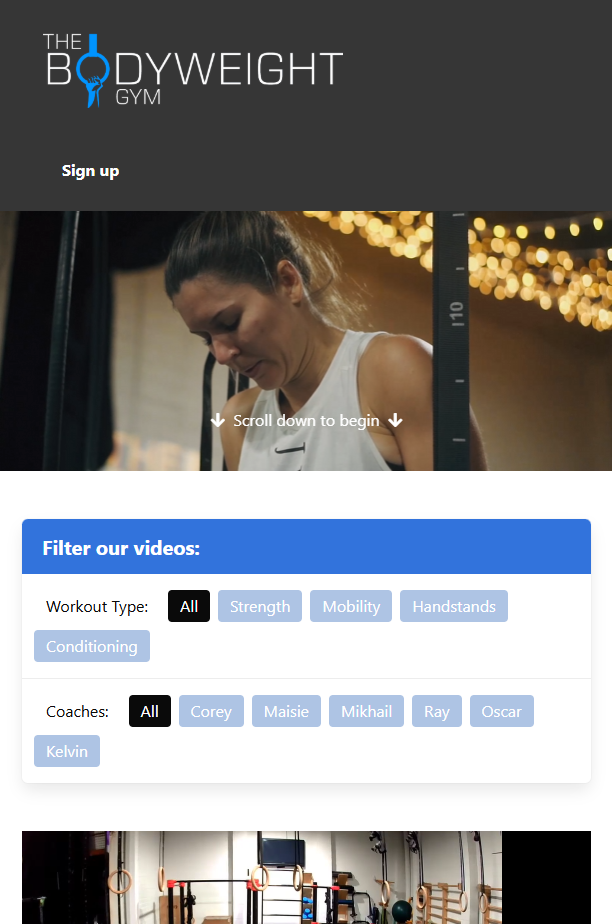 THE
BODYWEIGHT
GYM
Sign up
10
Scroll down to begin
Filter our videos:
Workout Type: All Strength Mobility Handstands
Conditioning
Coaches: All Corey Maisie Mikhail Ray Oscar
Kelvin